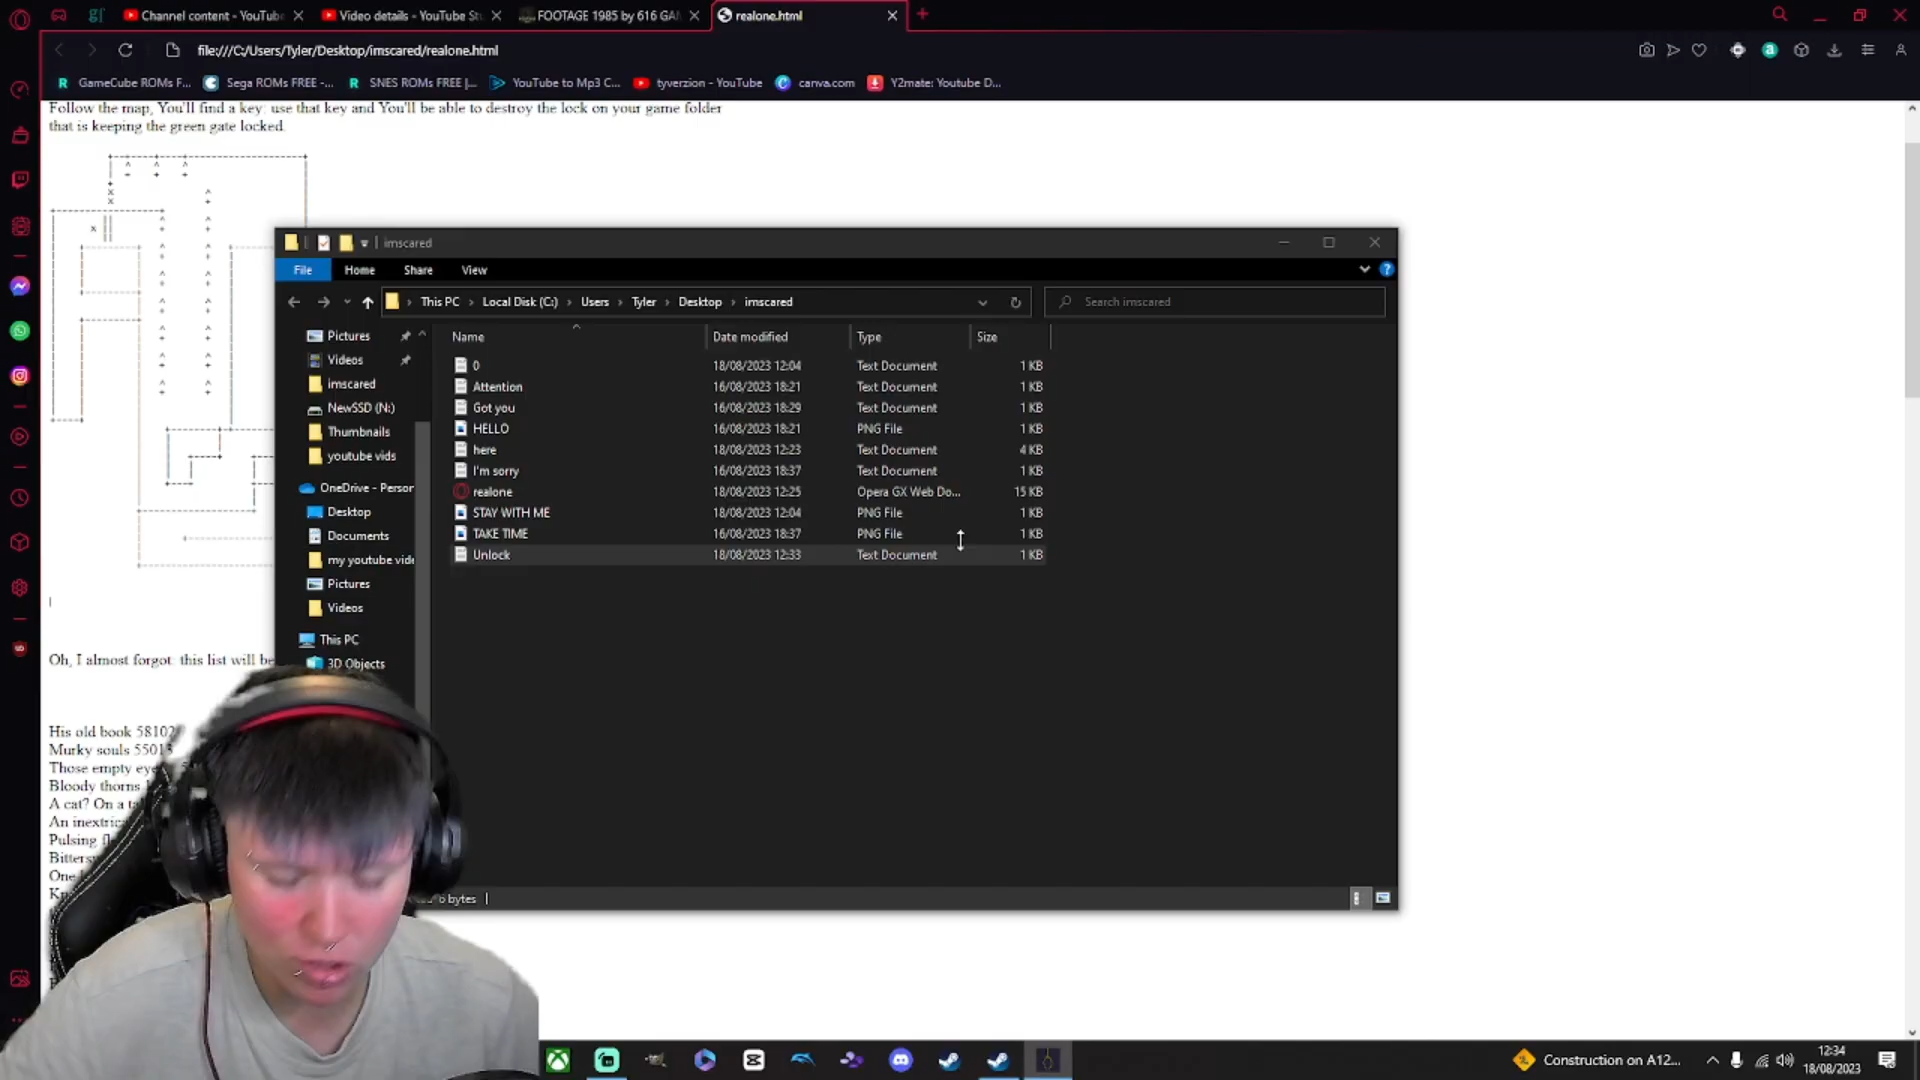 Channel content - YouTube
Video details - YouTube Stu
FOOTAGE 1985 by 616 GAM
realone.html
file:///C:/Users/Tyler/Desktop/imscared/realone.html
GameCube ROMs F...
Sega ROMs FREE -...
SNES ROMs FREE |...
YouTube to Mp3 C...
tyverzion - YouTube
canva.com
Y2mate: Youtube D...
Follow the map, You'll find a key: use that key and You'll be able to destroy the lock on your game folder
that is keeping the green gate locked.
imscared
File
Home
Share
View
This PC
Local Disk (C:)
Users
Tyler
Desktop
imscared
Search imscared
Name
Date modified
Type
Size
0 18/08/2023 12:04 Text Document 1 KB
Attention 16/08/2023 18:21 Text Document 1 KB
Got you 16/08/2023 18:29 Text Document 1 KB
HELLO 16/08/2023 18:21 PNG File 1 KB
here 18/08/2023 12:23 Text Document 4 KB
I'm sorry 16/08/2023 18:37 Text Document 1 KB
realone 18/08/2023 12:25 Opera GX Web Do... 15 KB
STAY WITH ME 18/08/2023 12:04 PNG File 1 KB
TAKE TIME 16/08/2023 18:37 PNG File 1 KB
Unlock 18/08/2023 12:33 Text Document 1 KB
Pictures
Videos
imscared
NewSSD (N:)
Thumbnails
youtube vids
OneDrive - Person
Desktop
Documents
my youtube vide
Pictures
Videos
This PC
3D Objects
bytes
Oh, I almost forgot: this list will be
His old book 58102
Murky souls 55013
Those empty eye
Bloody thorns
A cat? On a ta
An inextric
Pulsing fl
Bitters
One
Kn
Construction on A12...
12:34
18/08/2023